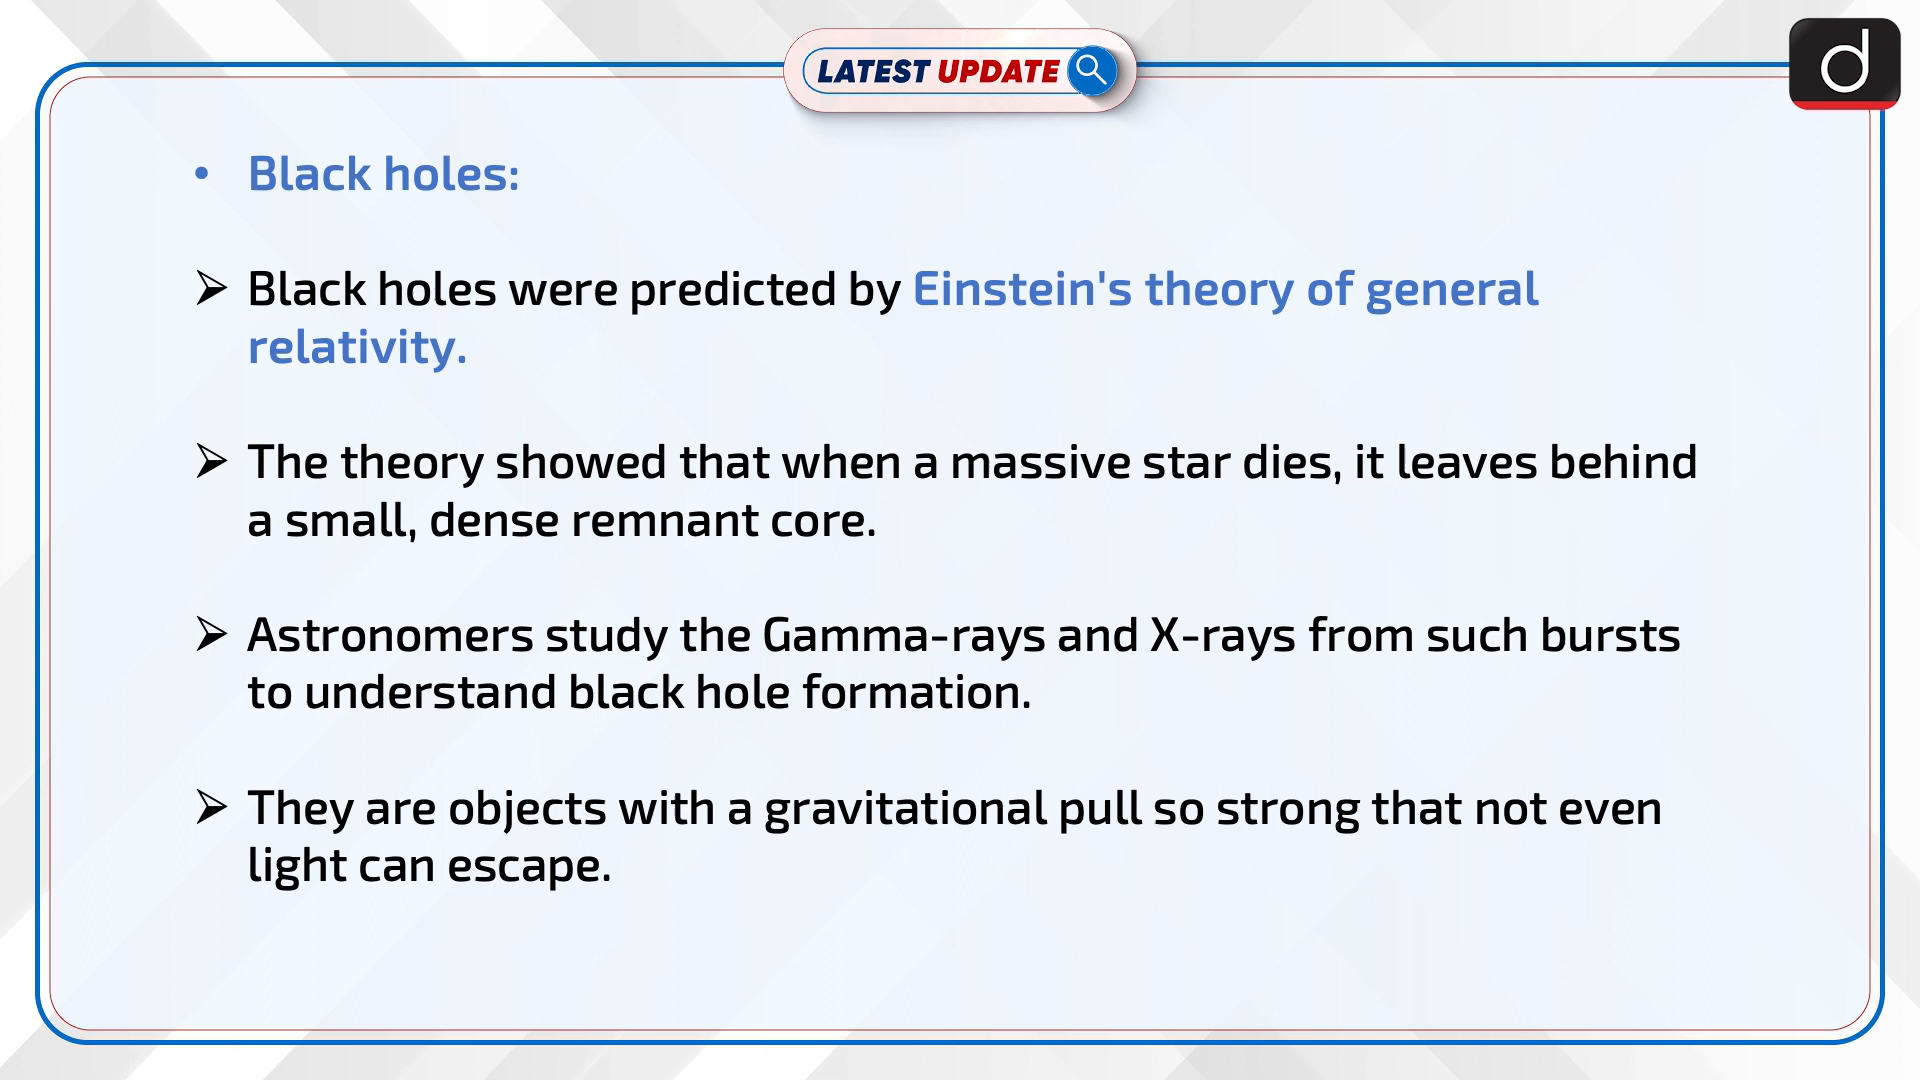 LATEST UPDATE
d
• Black holes:
➢ Black holes were predicted by Einstein's theory of general
relativity.
➢ The theory showed that when a massive star dies, it leaves behind
a small, dense remnant core.
➢ Astronomers study the Gamma-rays and X-rays from such bursts
to understand black hole formation.
➢ They are objects with a gravitational pull so strong that not even
light can escape.